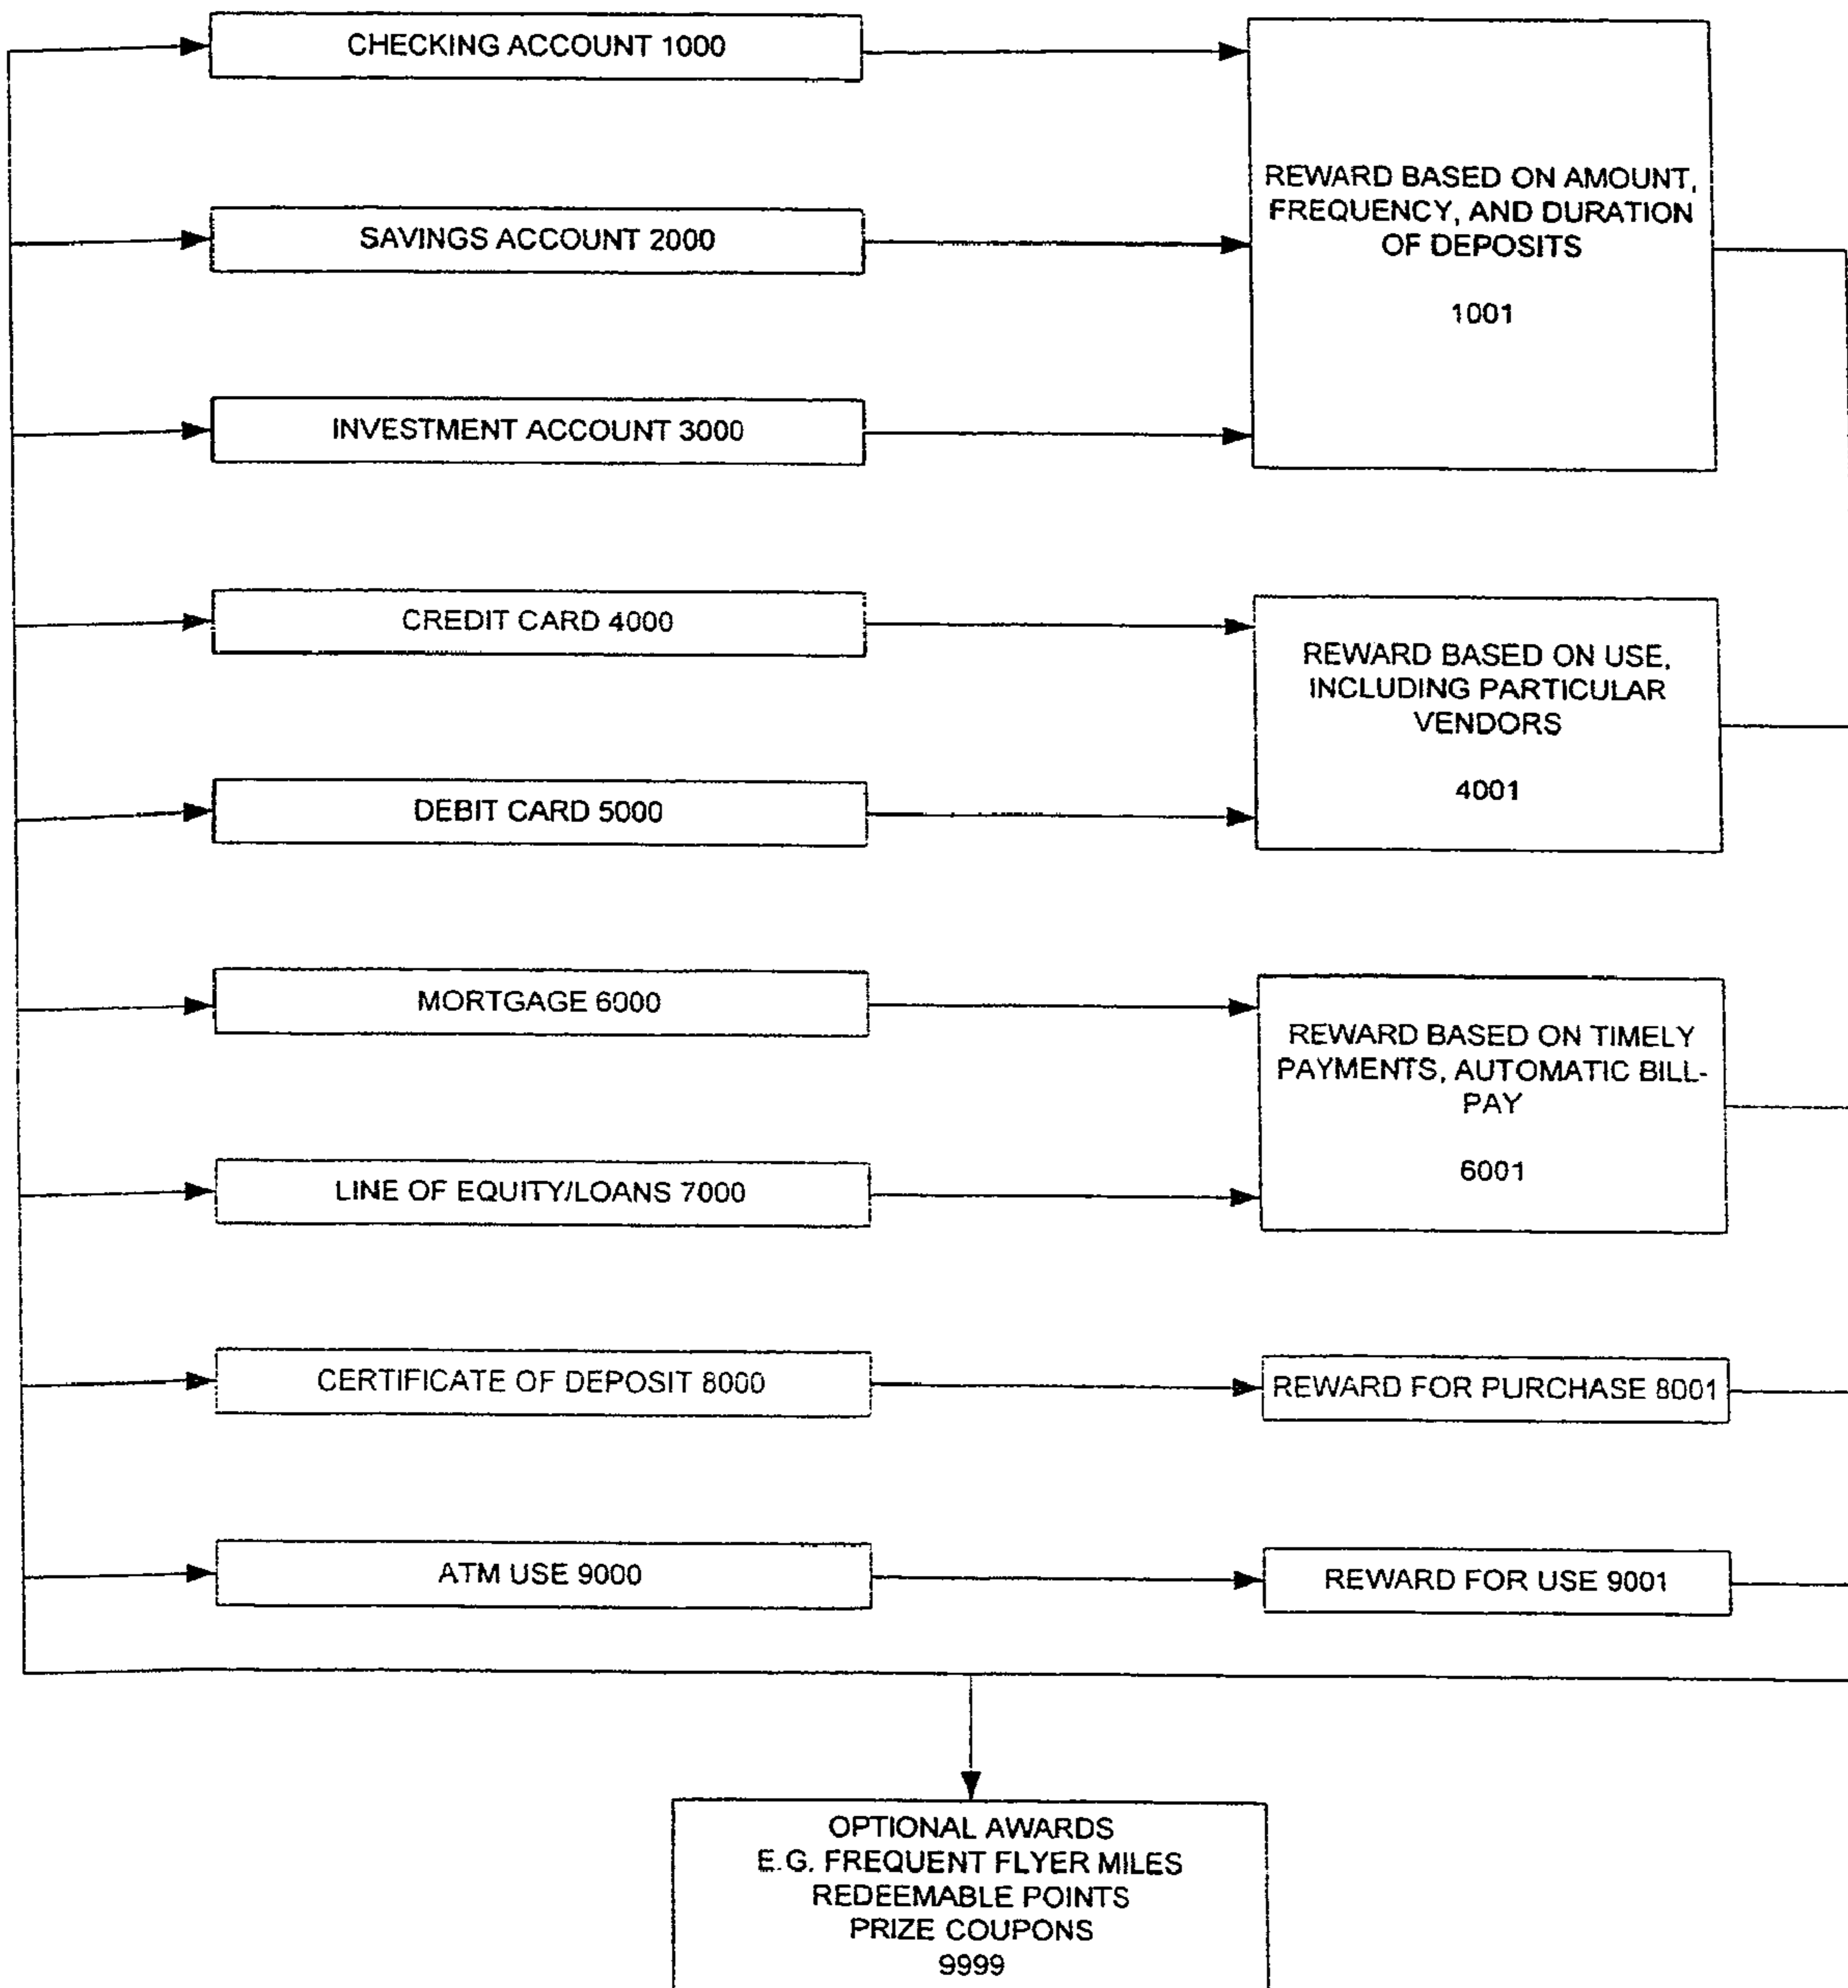 CHECKING ACCOUNT 1000
SAVINGS ACCOUNT 2000
INVESTMENT ACCOUNT 3000
REWARD BASED ON AMOUNT,
FREQUENCY, AND DURATION
OF DEPOSITS
1001
CREDIT CARD 4000
DEBIT CARD 5000
REWARD BASED ON USE,
INCLUDING PARTICULAR
VENDORS
4001
MORTGAGE 6000
LINE OF EQUITY/LOANS 7000
REWARD BASED ON TIMELY
PAYMENTS, AUTOMATIC BILL-
PAY
6001
CERTIFICATE OF DEPOSIT 8000
REWARD FOR PURCHASE 8001
ATM USE 9000
REWARD FOR USE 9001
OPTIONAL AWARDS
E.G. FREQUENT FLYER MILES
REDEEMABLE POINTS
PRIZE COUPONS
9999